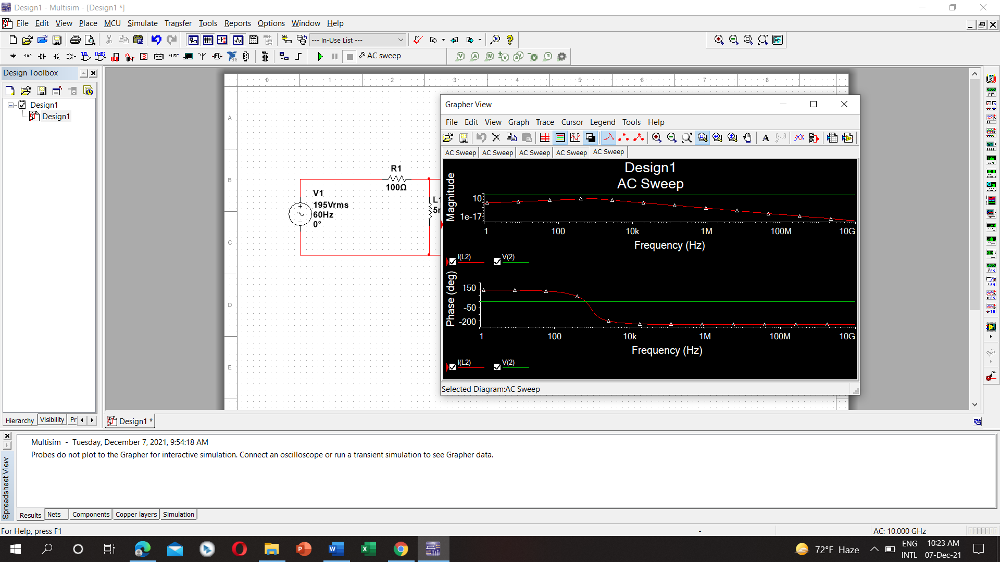 Design1 - Multisim - [Design1 *]
File Edit View Place MCU Simulate Transfer Tools Reports Options Window Help
--- In-Use List ---
MISC
AC sweep
Design Toolbox
Design1
Design1
0 1 2 3 4 5 6 7 8
A
B
C
D
E
R1
100Ω
V1
195Vrms
60Hz
0°
Grapher View
File Edit View Graph Trace Cursor Legend Tools Help
AC Sweep AC Sweep AC Sweep AC Sweep AC Sweep
Design1
AC Sweep
Magnitude
10
1e-17
1 100 10k 1M 100M 10G
Frequency (Hz)
I(L2) V(2)
Phase (deg)
150
-50
-200
1 100 10k 1M 100M 10G
Frequency (Hz)
I(L2) V(2)
Selected Diagram:AC Sweep
Hierarchy Visibility Pr
Design1 *
Spreadsheet View
Multisim - Tuesday, December 7, 2021, 9:54:18 AM
Probes do not plot to the Grapher for interactive simulation. Connect an oscilloscope or run a transient simulation to see Grapher data.
Results Nets Components Copper layers Simulation
For Help, press F1
-
AC: 10.000 GHz
72°F Haze
ENG
INTL
10:23 AM
07-Dec-21